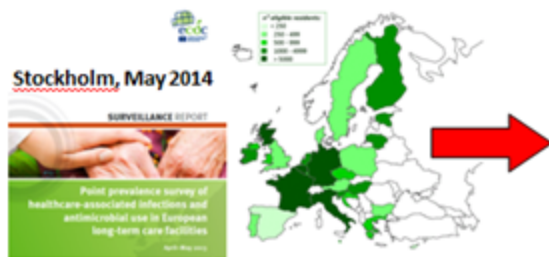 ecdc
Stockholm, May 2014
SURVEILLANCE REPORT
Point prevalence survey of
healthcare-associated infections and
antimicrobial use in European
long-term care facilities
April–May 2013
n° eligible residents
< 250
250 - 499
500 - 999
1000 - 4999
> 5000